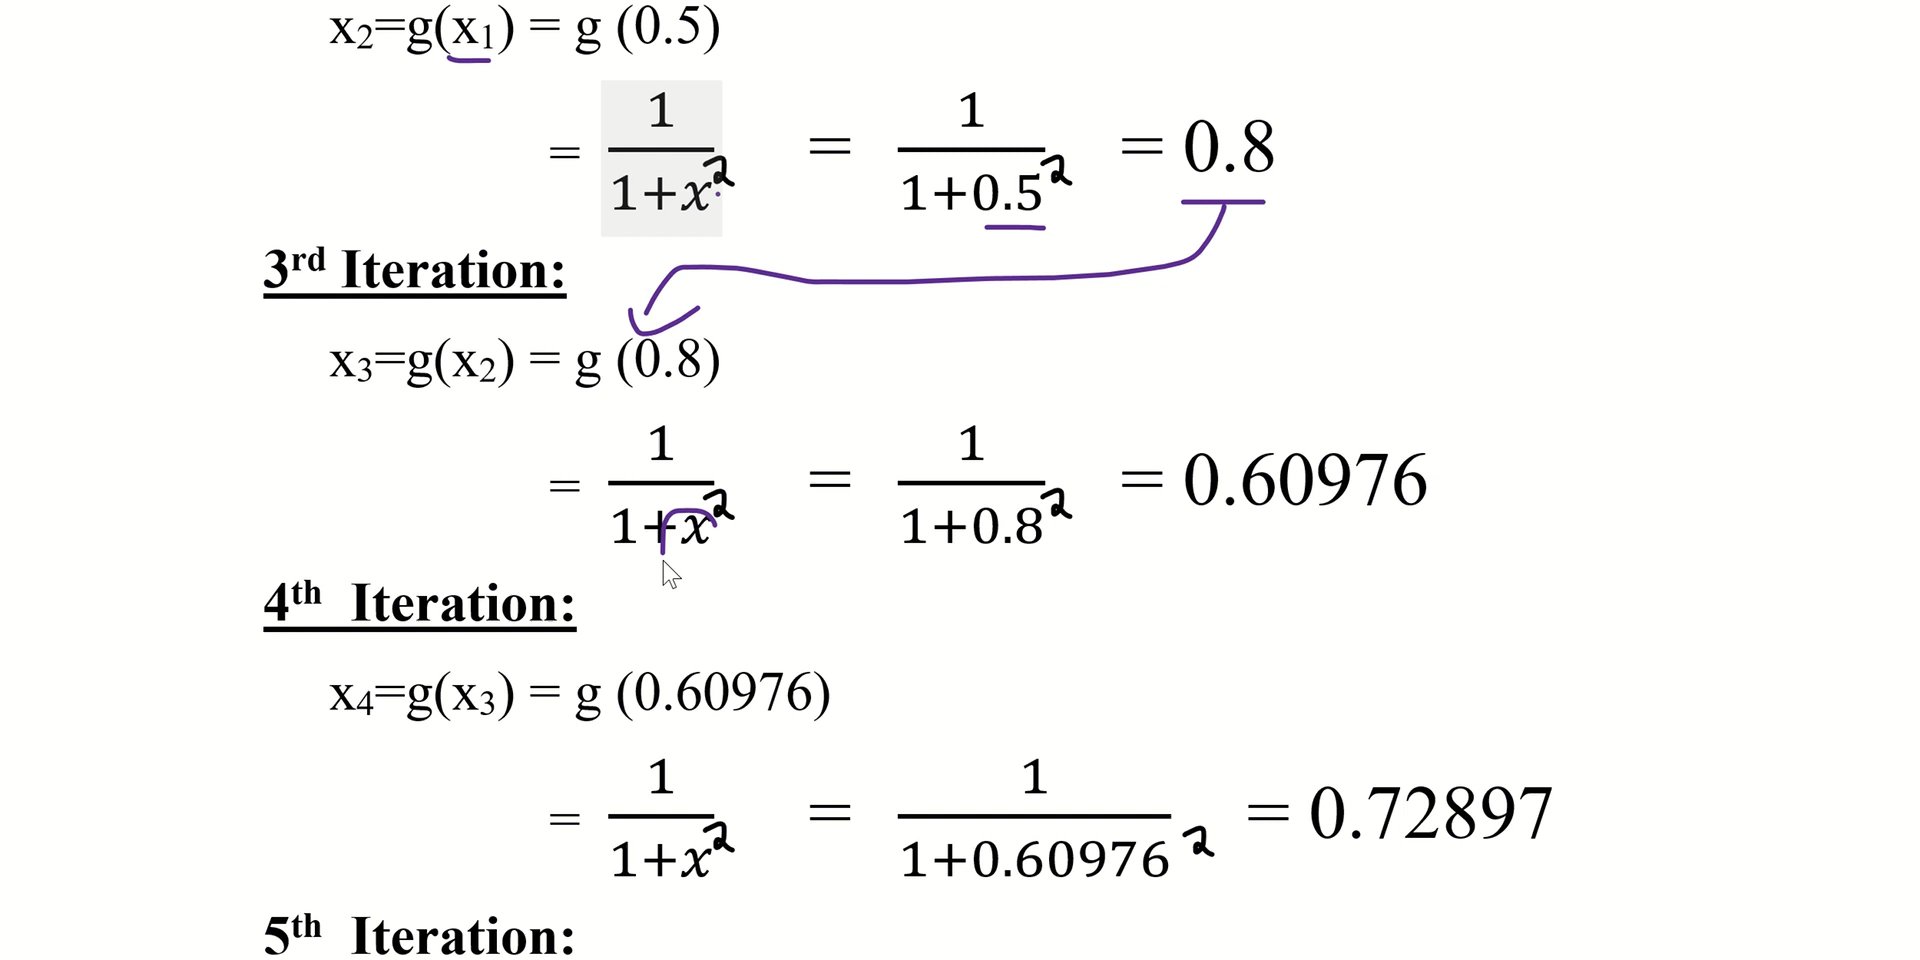 x₂=g(x₁) = g (0.5)
= 1/(1+x²) = 1/(1+0.5²) = 0.8
3rd Iteration:
x₃=g(x₂) = g (0.8)
= 1/(1+x²) = 1/(1+0.8²) = 0.60976
4th Iteration:
x₄=g(x₃) = g (0.60976)
= 1/(1+x²) = 1/(1+0.60976²) = 0.72897
5th Iteration: